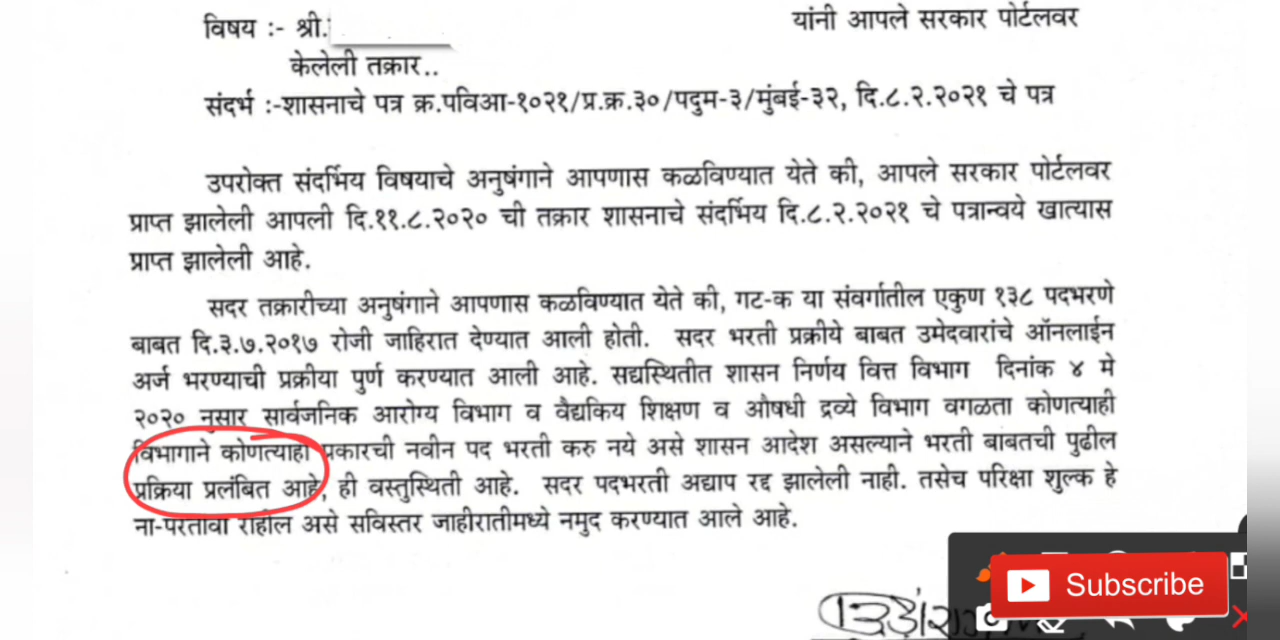 विषय :- श्री. यांनी आपले सरकार पोर्टलवर
केलेली तक्रार..
संदर्भ :-शासनाचे पत्र क्र.पविआ-१०२१/प्र.क्र.३०/पदुम-३/मुंबई-३२, दि.८.२.२०२१ चे पत्र
उपरोक्त संदर्भिय विषयाचे अनुषंगाने आपणास कळविण्यात येते की, आपले सरकार पोर्टलवर
प्राप्त झालेली आपली दि.११.८.२०२० ची तक्रार शासनाचे संदर्भिय दि.८.२.२०२१ चे पत्रान्वये खात्यास
प्राप्त झालेली आहे.
सदर तक्रारीच्या अनुषंगाने आपणास कळविण्यात येते की, गट-क या संवर्गातील एकुण १३८ पदभरणे
बाबत दि.३.७.२०१७ रोजी जाहिरात देण्यात आली होती. सदर भरती प्रक्रीये बाबत उमेदवारांचे ऑनलाईन
अर्ज भरण्याची प्रक्रीया पुर्ण करण्यात आली आहे. सद्यस्थितीत शासन निर्णय वित्त विभाग दिनांक ४ मे
२०२० नुसार सार्वजनिक आरोग्य विभाग व वैद्यकिय शिक्षण व औषधी द्रव्ये विभाग वगळता कोणत्याही
विभागाने कोणत्याही प्रकारची नवीन पद भरती करु नये असे शासन आदेश असल्याने भरती बाबतची पुढील
प्रक्रिया प्रलंबित आहे, ही वस्तुस्थिती आहे. सदर पदभरती अद्याप रद्द झालेली नाही. तसेच परिक्षा शुल्क हे
ना-परतावा राहील असे सविस्तर जाहीरातीमध्ये नमुद करण्यात आले आहे.
Subscribe